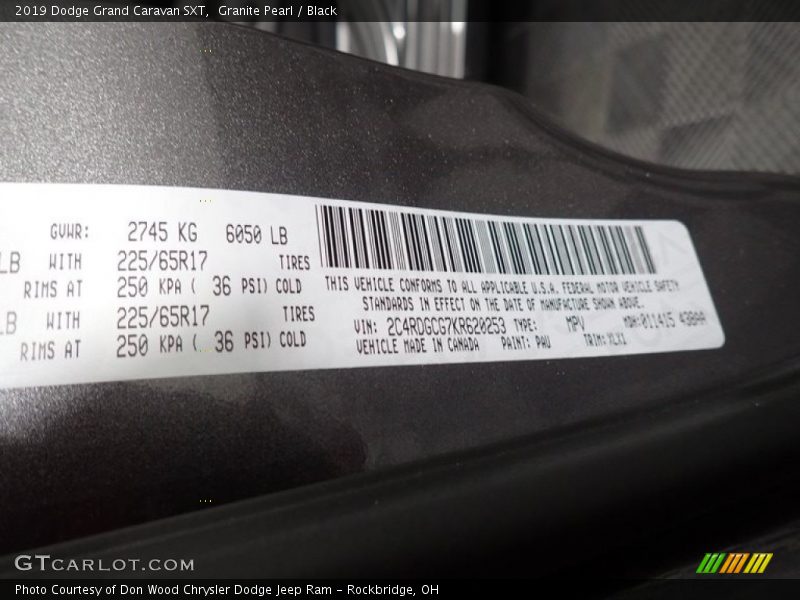 2019 Dodge Grand Caravan SXT,  Granite Pearl / Black
GVWR: 2745 KG 6050 LB
LB WITH 225/65R17 TIRES
RIMS AT 250 KPA ( 36 PSI) COLD
LB WITH 225/65R17 TIRES
RIMS AT 250 KPA ( 36 PSI) COLD
THIS VEHICLE CONFORMS TO ALL APPLICABLE U.S.A. FEDERAL MOTOR VEHICLE SAFETY
STANDARDS IN EFFECT ON THE DATE OF MANUFACTURE SHOWN ABOVE.
VIN: 2C4RDGCG7KR620253 TYPE: MPV MDH:011415 438AA
VEHICLE MADE IN CANADA PAINT: PAU TRIM:
GTCARLOT.COM
Photo Courtesy of Don Wood Chrysler Dodge Jeep Ram – Rockbridge, OH